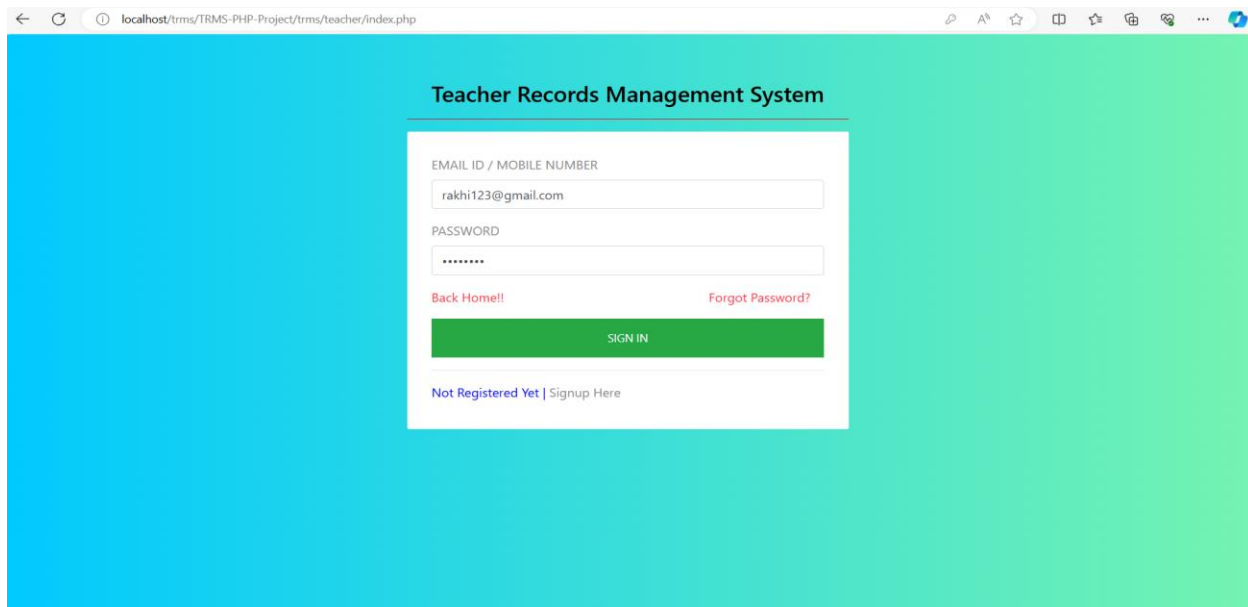 localhost/trms/TRMS-PHP-Project/trms/teacher/index.php
Teacher Records Management System
EMAIL ID / MOBILE NUMBER
rakhi123@gmail.com
PASSWORD
••••••••
Back Home!! Forgot Password?
SIGN IN
Not Registered Yet | Signup Here